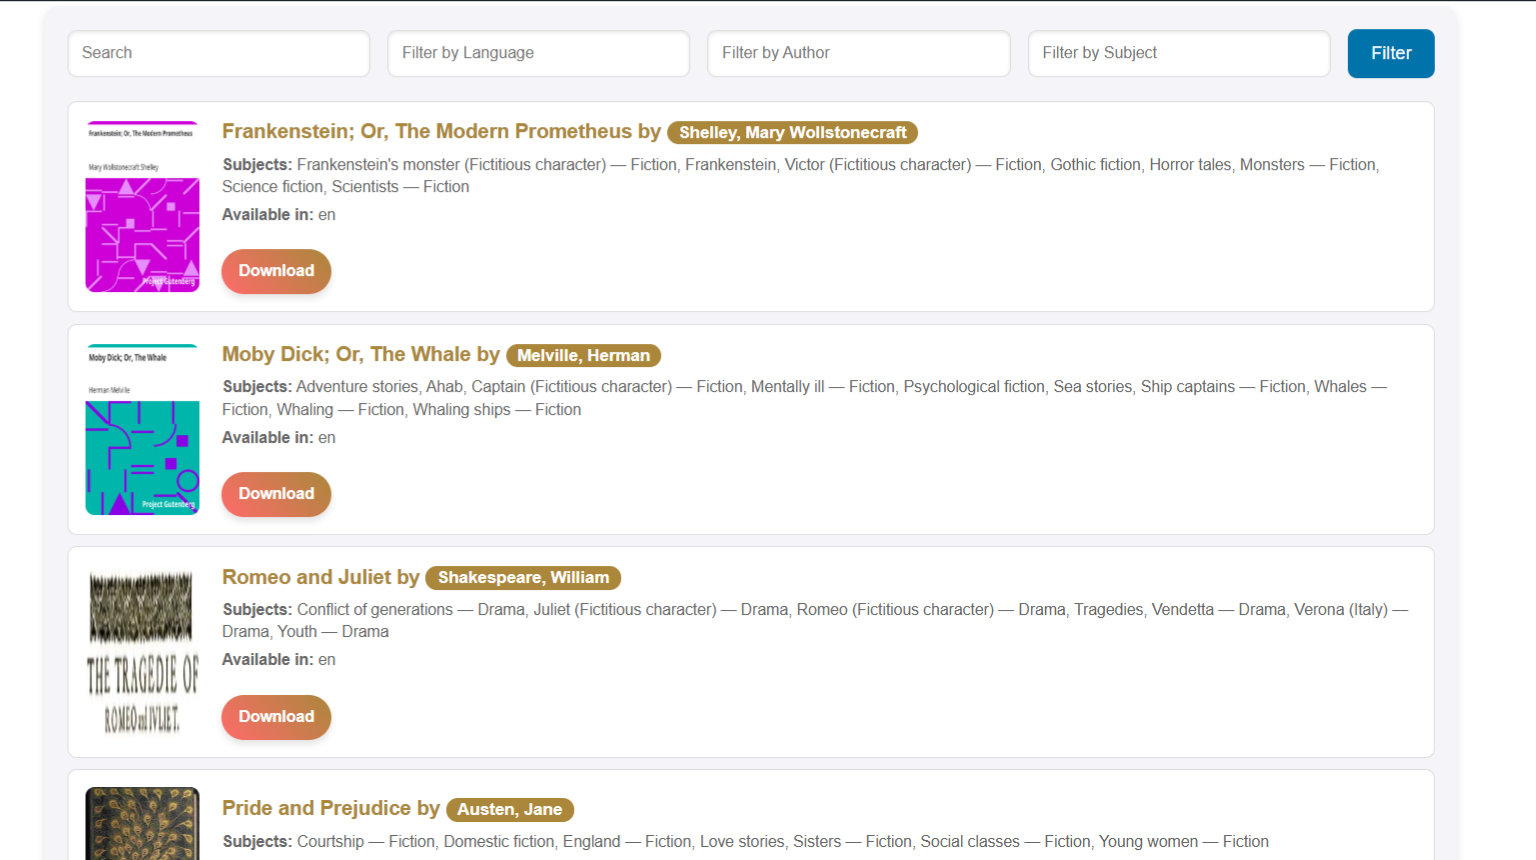 Search
Filter by Language
Filter by Author
Filter by Subject
Filter
Frankenstein; Or, The Modern Prometheus
Mary Wollstonecraft Shelley
Project Gutenberg
Frankenstein; Or, The Modern Prometheus by Shelley, Mary Wollstonecraft
Subjects: Frankenstein's monster (Fictitious character) — Fiction, Frankenstein, Victor (Fictitious character) — Fiction, Gothic fiction, Horror tales, Monsters — Fiction,
Science fiction, Scientists — Fiction
Available in: en
Download
Moby Dick; Or, The Whale
Herman Melville
Project Gutenberg
Moby Dick; Or, The Whale by Melville, Herman
Subjects: Adventure stories, Ahab, Captain (Fictitious character) — Fiction, Mentally ill — Fiction, Psychological fiction, Sea stories, Ship captains — Fiction, Whales —
Fiction, Whaling — Fiction, Whaling ships — Fiction
Available in: en
Download
THE TRAGEDIE OF
ROMEO and IVLIET.
Romeo and Juliet by Shakespeare, William
Subjects: Conflict of generations — Drama, Juliet (Fictitious character) — Drama, Romeo (Fictitious character) — Drama, Tragedies, Vendetta — Drama, Verona (Italy) —
Drama, Youth — Drama
Available in: en
Download
Pride and Prejudice by Austen, Jane
Subjects: Courtship — Fiction, Domestic fiction, England — Fiction, Love stories, Sisters — Fiction, Social classes — Fiction, Young women — Fiction